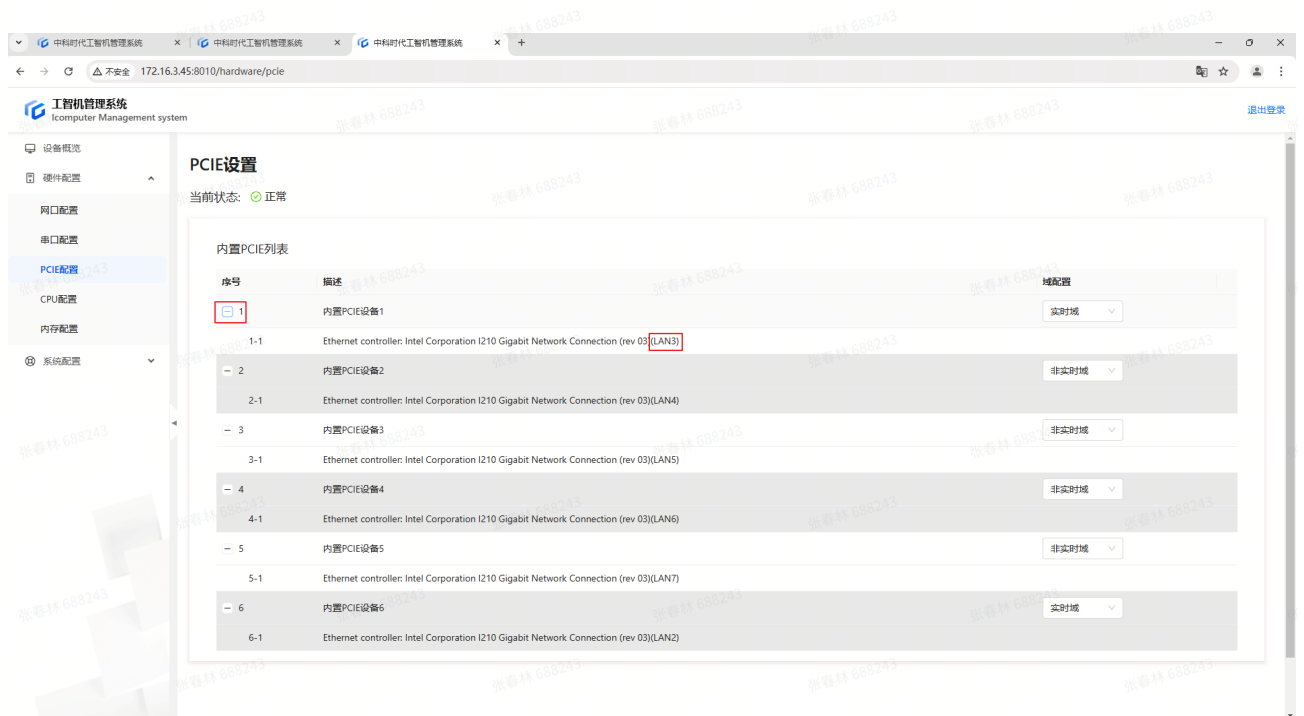 中科时代工智机管理系统 中科时代工智机管理系统 中科时代工智机管理系统
不安全 172.16.3.45:8010/hardware/pcie
工智机管理系统
Icomputer Management system
退出登录
设备概览
硬件配置
网口配置
串口配置
PCIE配置
CPU配置
内存配置
系统配置
PCIE设置
当前状态: 正常
内置PCIE列表
序号 描述 域配置
1 内置PCIE设备1 实时域
1-1 Ethernet controller: Intel Corporation I210 Gigabit Network Connection (rev 03)(LAN3)
2 内置PCIE设备2 非实时域
2-1 Ethernet controller: Intel Corporation I210 Gigabit Network Connection (rev 03)(LAN4)
3 内置PCIE设备3 非实时域
3-1 Ethernet controller: Intel Corporation I210 Gigabit Network Connection (rev 03)(LAN5)
4 内置PCIE设备4 非实时域
4-1 Ethernet controller: Intel Corporation I210 Gigabit Network Connection (rev 03)(LAN6)
5 内置PCIE设备5 非实时域
5-1 Ethernet controller: Intel Corporation I210 Gigabit Network Connection (rev 03)(LAN7)
6 内置PCIE设备6 实时域
6-1 Ethernet controller: Intel Corporation I210 Gigabit Network Connection (rev 03)(LAN2)
张春林 688243